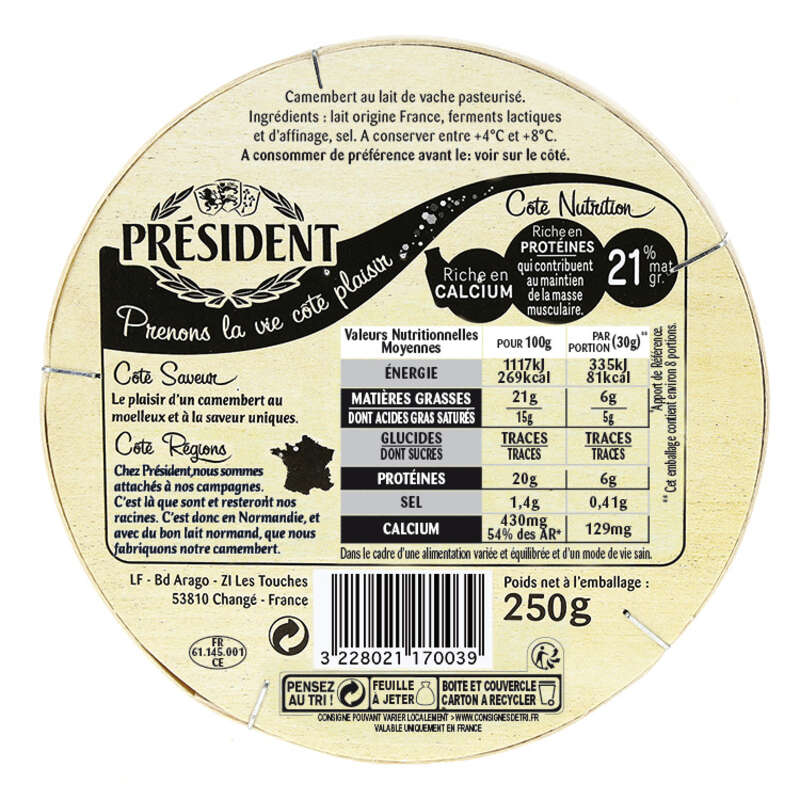 Camembert au lait de vache pasteurisé.
Ingrédients : lait origine France, ferments lactiques
et d'affinage, sel. A conserver entre +4°C et +8°C.
A consommer de préférence avant le: voir sur le côté.
PRÉSIDENT
Prenons la vie côté plaisir
Coté Nutrition
Riche en
CALCIUM
Riche en
PROTÉINES
qui contribuent
au maintien
de la masse
musculaire.
21% mat.
gr.
Coté Saveur
Le plaisir d'un camembert au
moelleux et à la saveur uniques.
Coté Régions
Chez Président,nous sommes
attachés à nos campagnes.
C'est là que sont et resteront nos
racines. C'est donc en Normandie, et
avec du bon lait normand, que nous
fabriquons notre camembert.
Valeurs Nutritionnelles Moyennes POUR 100g PAR PORTION (30g)**
ÉNERGIE 1117kJ 269kcal 335kJ 81kcal
MATIÈRES GRASSES 21g 6g
DONT ACIDES GRAS SATURÉS 15g 5g
GLUCIDES TRACES TRACES
DONT SUCRES TRACES TRACES
PROTÉINES 20g 6g
SEL 1,4g 0,41g
CALCIUM 430mg 54% des AR* 129mg
Dans le cadre d'une alimentation variée et équilibrée et d'un mode de vie sain.
*Apport de Référence.
** Cet emballage contient environ 8 portions.
LF - Bd Arago - ZI Les Touches
53810 Changé - France
Poids net à l'emballage :
250g
FR
61.145.001
CE
3 228021 170039
PENSEZ
AU TRI !
FEUILLE
À JETER
BOITE ET COUVERCLE
CARTON A RECYCLER
CONSIGNE POUVANT VARIER LOCALEMENT > WWW.CONSIGNESDETRI.FR
VALABLE UNIQUEMENT EN FRANCE